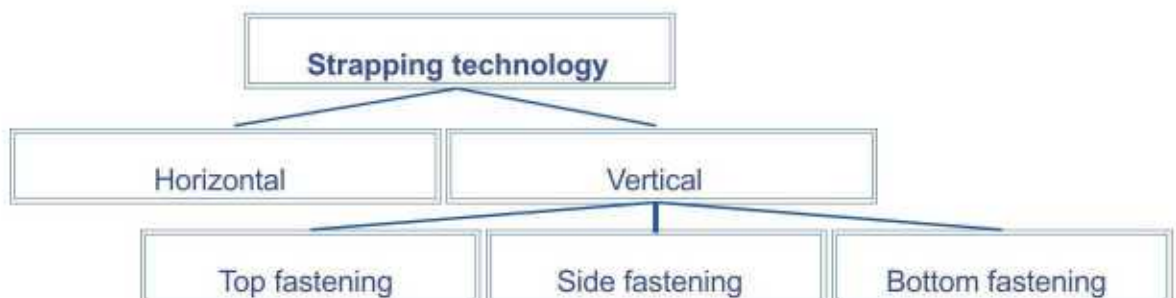 Strapping technology
Horizontal
Vertical
Top fastening
Side fastening
Bottom fastening